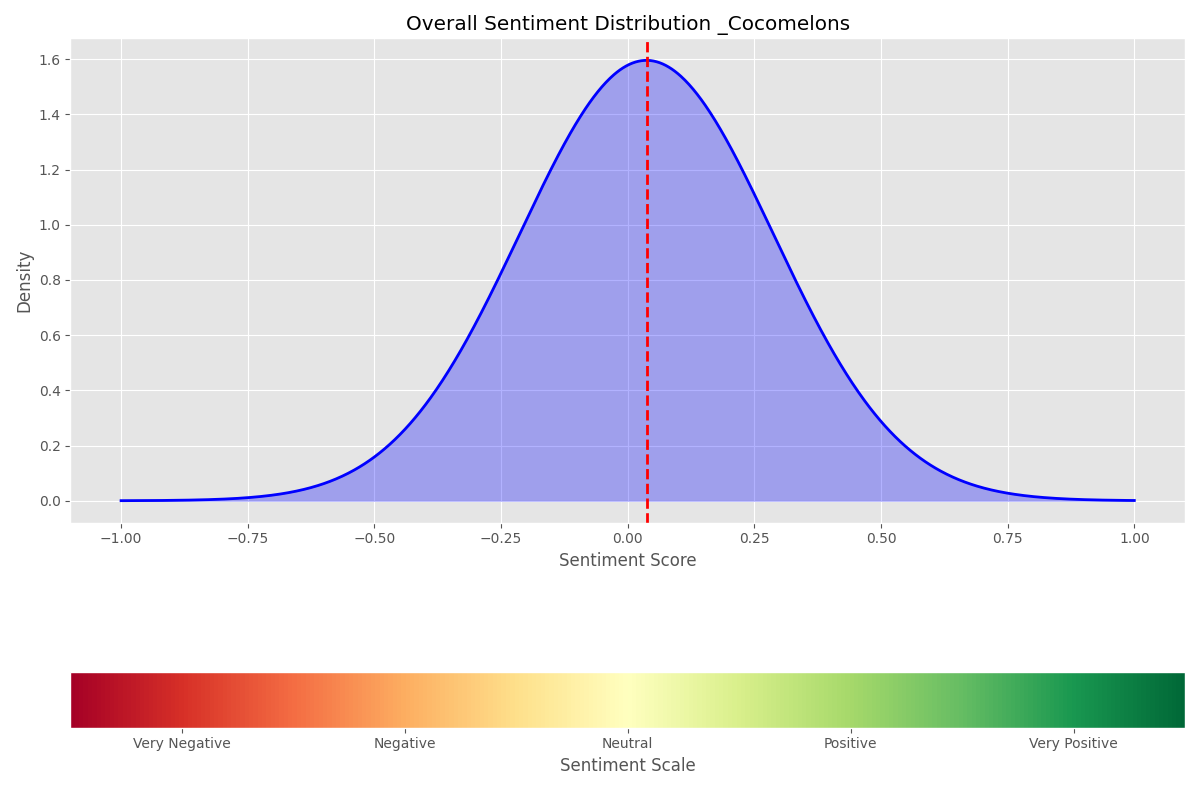 Overall Sentiment Distribution _Cocomelons
1.6
1.4
1.2
1.0
0.8
0.6
0.4
0.2
0.0
Density
−1.00 −0.75 −0.50 −0.25 0.00 0.25 0.50 0.75 1.00
Sentiment Score
Very Negative Negative Neutral Positive Very Positive
Sentiment Scale